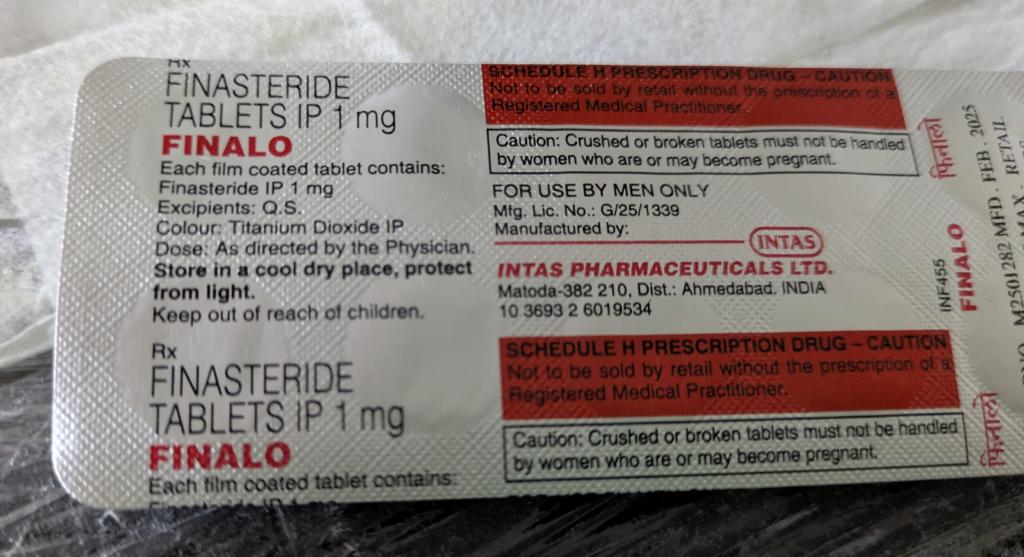 Rx
FINASTERIDE
TABLETS IP 1 mg
FINALO
Each film coated tablet contains:
Finasteride IP 1 mg
Excipients: Q.S.
Colour: Titanium Dioxide IP
Dose: As directed by the Physician.
Store in a cool dry place, protect
from light.
Keep out of reach of children.
SCHEDULE H PRESCRIPTION DRUG – CAUTION
Not to be sold by retail without the prescription of a
Registered Medical Practitioner.
Caution: Crushed or broken tablets must not be handled
by women who are or may become pregnant.
FOR USE BY MEN ONLY
Mfg. Lic. No.: G/25/1339
Manufactured by:
INTAS
INTAS PHARMACEUTICALS LTD.
Matoda-382 210, Dist.: Ahmedabad. INDIA
10 3693 2 6019534
Rx
FINASTERIDE
TABLETS IP 1 mg
FINALO
Each film coated tablet contains:
SCHEDULE H PRESCRIPTION DRUG – CAUTION
Not to be sold by retail without the prescription of a
Registered Medical Practitioner.
Caution: Crushed or broken tablets must not be handled
by women who are or may become pregnant.
फिनालो
INF455
FINALO
फिनालो
M2501282 MFD. FEB. 2025
MAX. RETAIL